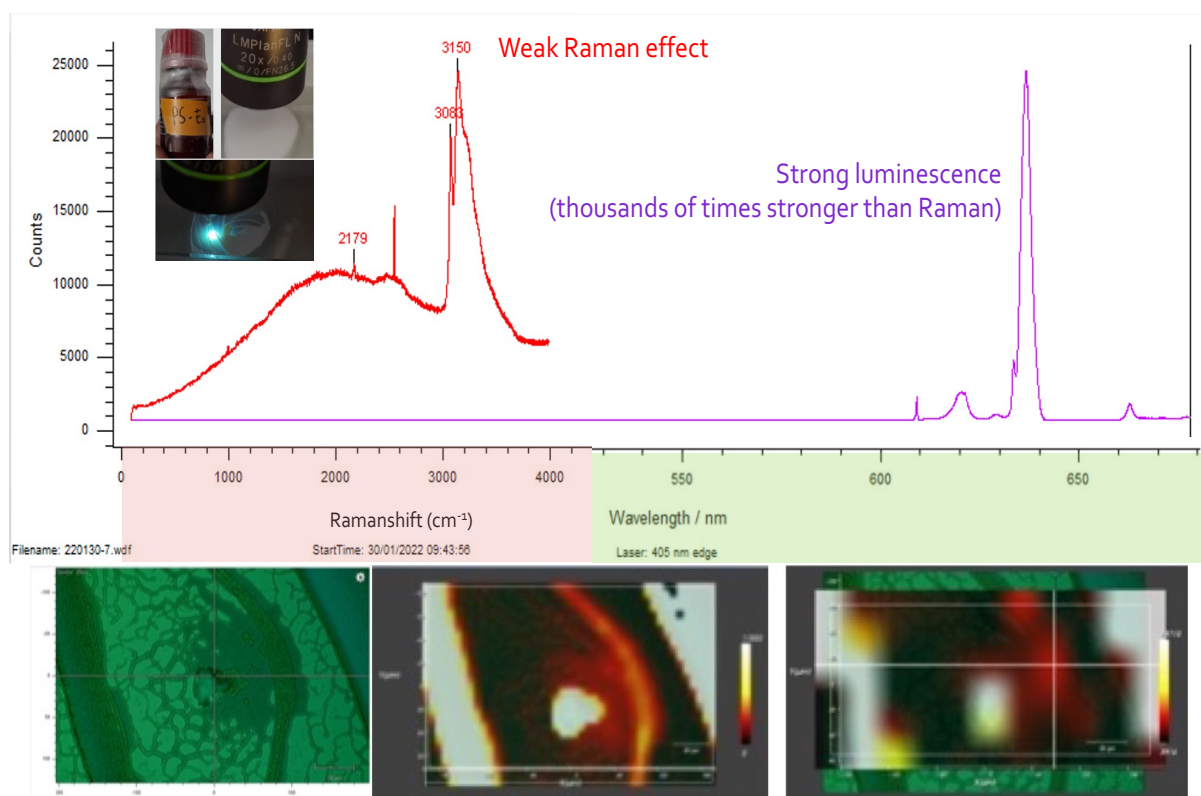 LMPlanFL N
20x/0.40
PS-Eu
Weak Raman effect
3150
3083
2179
Strong luminescence
(thousands of times stronger than Raman)
Counts
25000
20000
15000
10000
5000
0
0 1000 2000 3000 4000 550 600 650
Ramanshift (cm⁻¹)
Wavelength / nm
Filename: 220130-7.wdf
StartTime: 30/01/2022 09:43:56
Laser: 405 nm edge